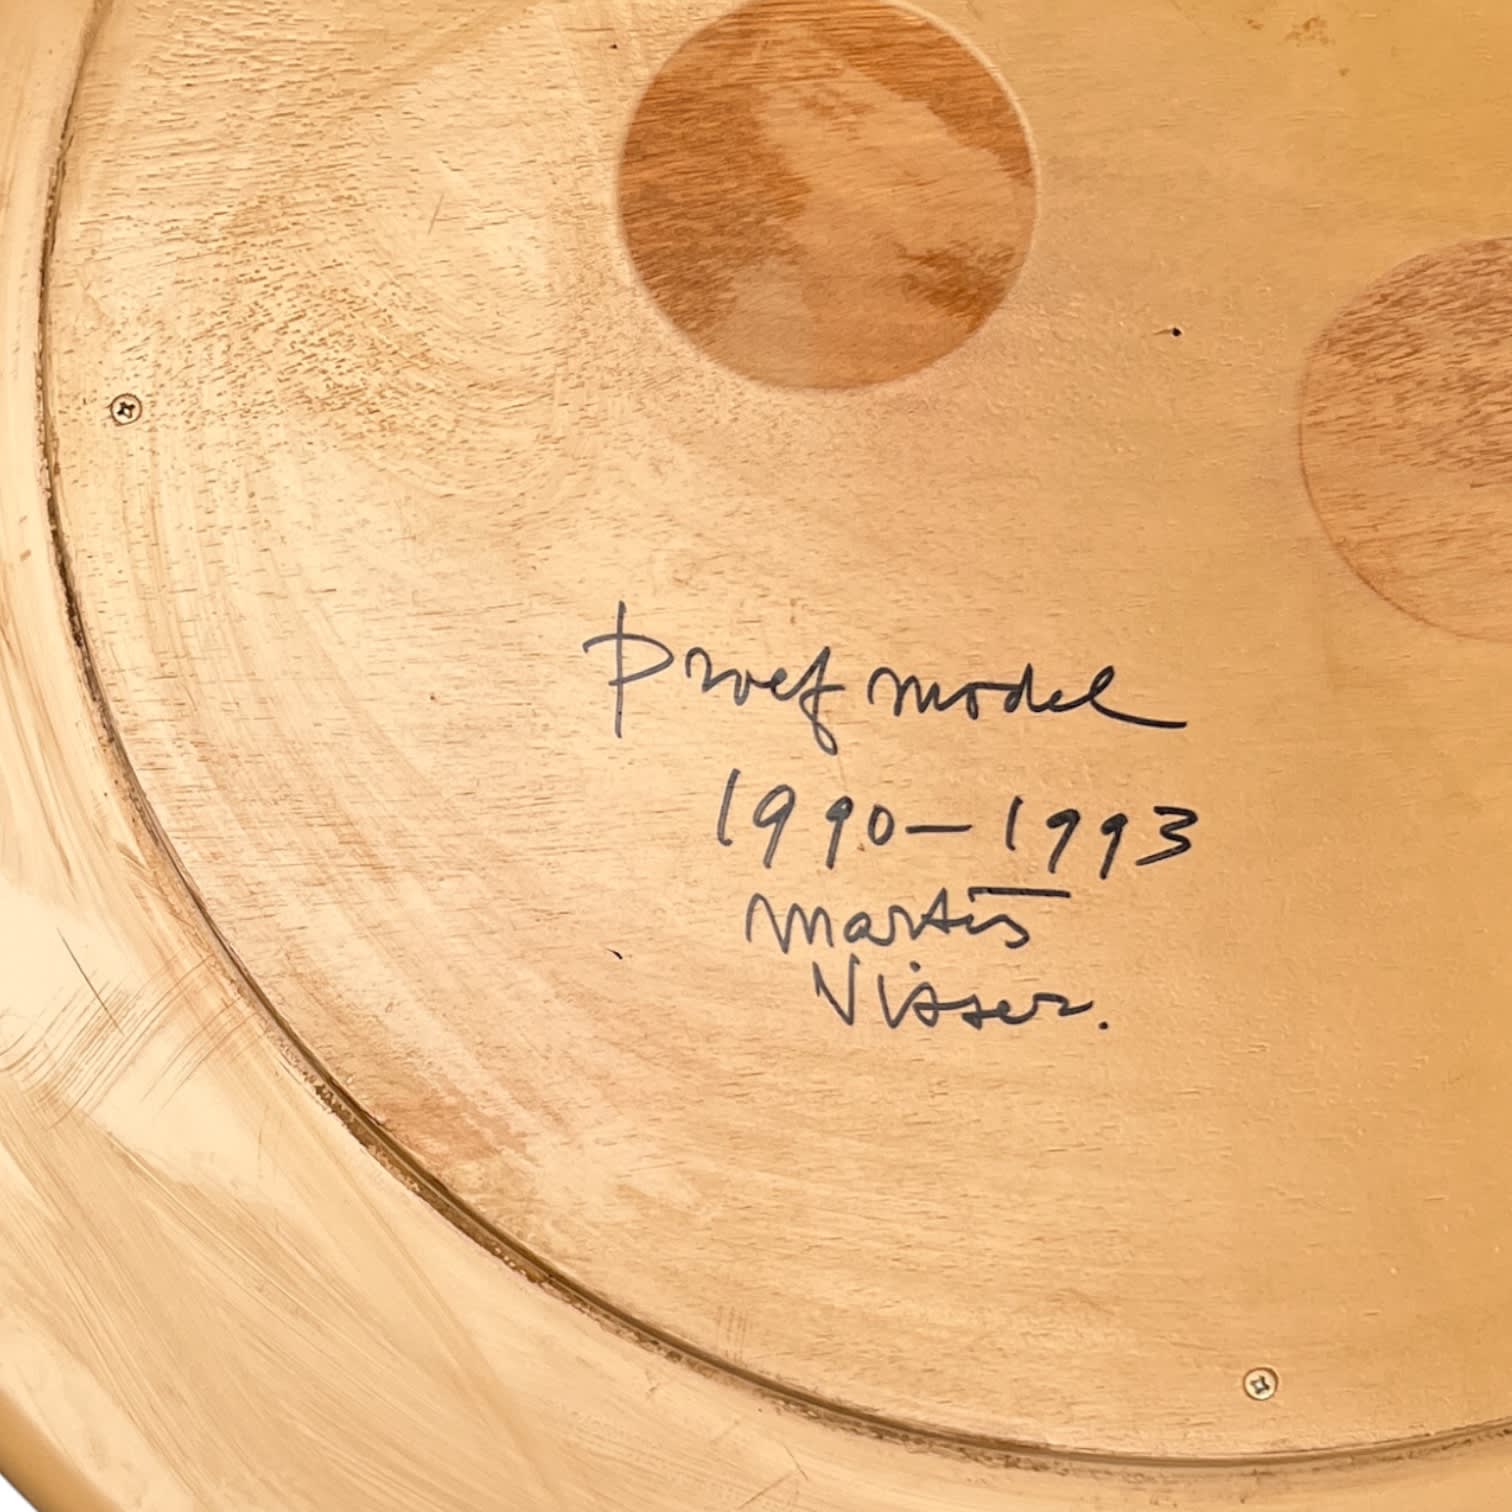 Proef model
1990-1993
Martin
Visser.